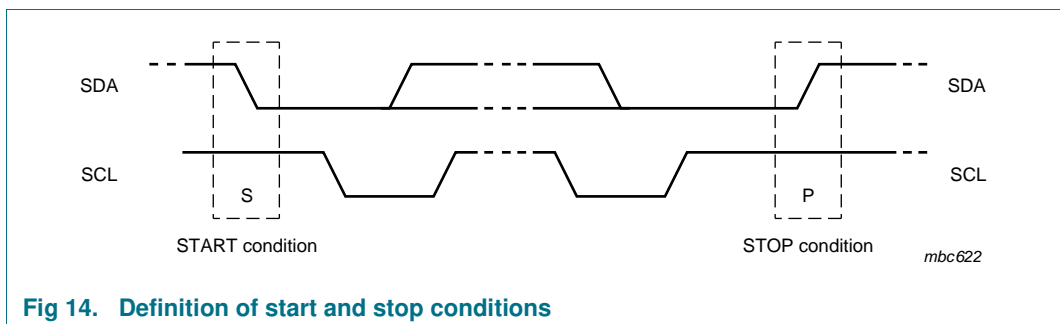 SDA
SDA
SCL
SCL
S
P
START condition
STOP condition
mbc622
Fig 14. Definition of start and stop conditions